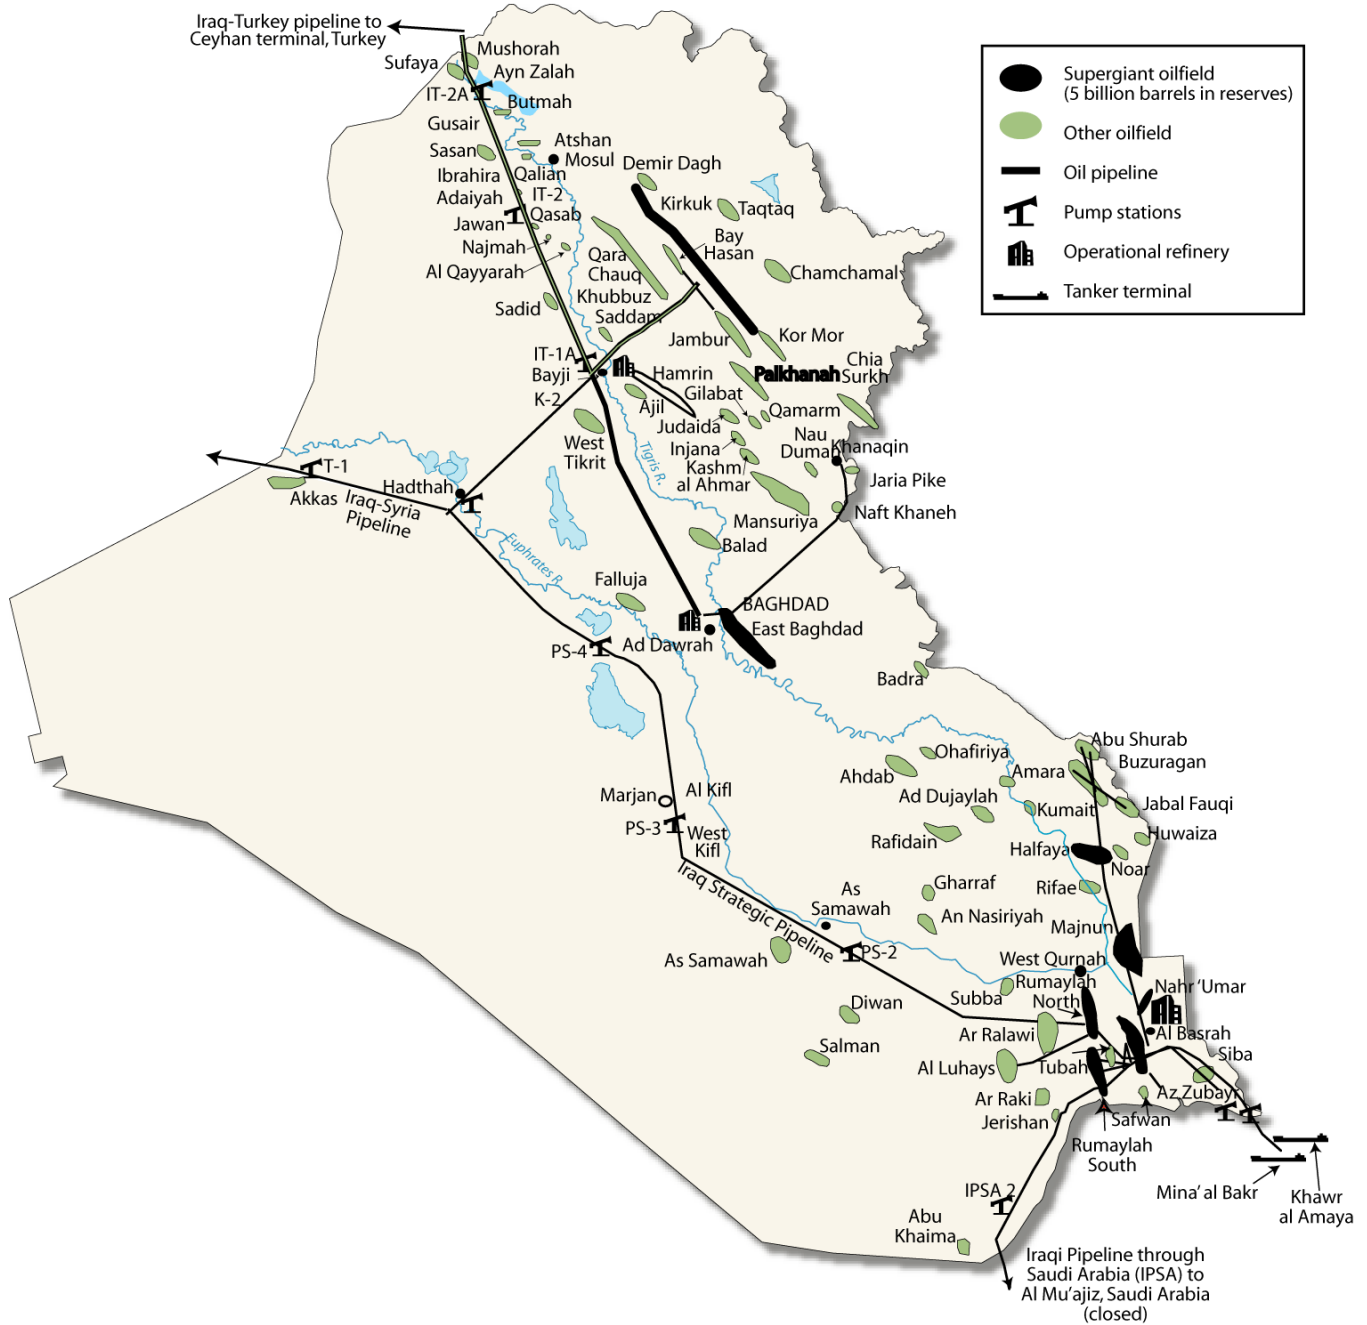 Iraq-Turkey pipeline to
Ceyhan terminal, Turkey
Mushorah
Sufaya
Ayn Zalah
IT-2A
Butmah
Gusair
Atshan
Sasan
Mosul
Demir Dagh
Ibrahira
Qalian
Adaiyah
IT-2
Kirkuk
Taqtaq
Jawan
Qasab
Najmah
Bay
Hasan
Al Qayyarah
Qara
Chauq
Chamchamal
Khubbuz
Sadid
Saddam
Jambur
Kor Mor
IT-1A
Bayji
Hamrin
Palkhanah
Chia
Surkh
K-2
Ajil
Gilabat
Qamarm
Judaida
West
Tikrit
Injana
Nau
Dumah
Khanaqin
Kashm
al Ahmar
Tigris R.
Jaria Pike
IT-1
Hadthah
Akkas
Iraq-Syria
Pipeline
Mansuriya
Naft Khaneh
Balad
Euphrates R.
Falluja
BAGHDAD
East Baghdad
PS-4
Ad Dawrah
Badra
Abu Shurab
Buzuragan
Ohafiriya
Ahdab
Amara
Marjan
Al Kifl
Ad Dujaylah
Kumait
Jabal Fauqi
PS-3
West
Kifl
Rafidain
Huwaiza
Halfaya
Noar
Iraq Strategic Pipeline
As
Samawah
Gharraf
Rifae
An Nasiriyah
Majnun
As Samawah
PS-2
West Qurnah
Subba
Rumaylah
North
Nahr ‘Umar
Diwan
Ar Ralawi
Al Basrah
Salman
Al Luhays
Tubah
Siba
Ar Raki
Az Zubayr
Jerishan
Safwan
Rumaylah
South
IPSA 2
Mina’ al Bakr
Khawr
al Amaya
Abu
Khaima
Iraqi Pipeline through
Saudi Arabia (IPSA) to
Al Mu’ajiz, Saudi Arabia
(closed)
Supergiant oilfield
(5 billion barrels in reserves)
Other oilfield
Oil pipeline
Pump stations
Operational refinery
Tanker terminal